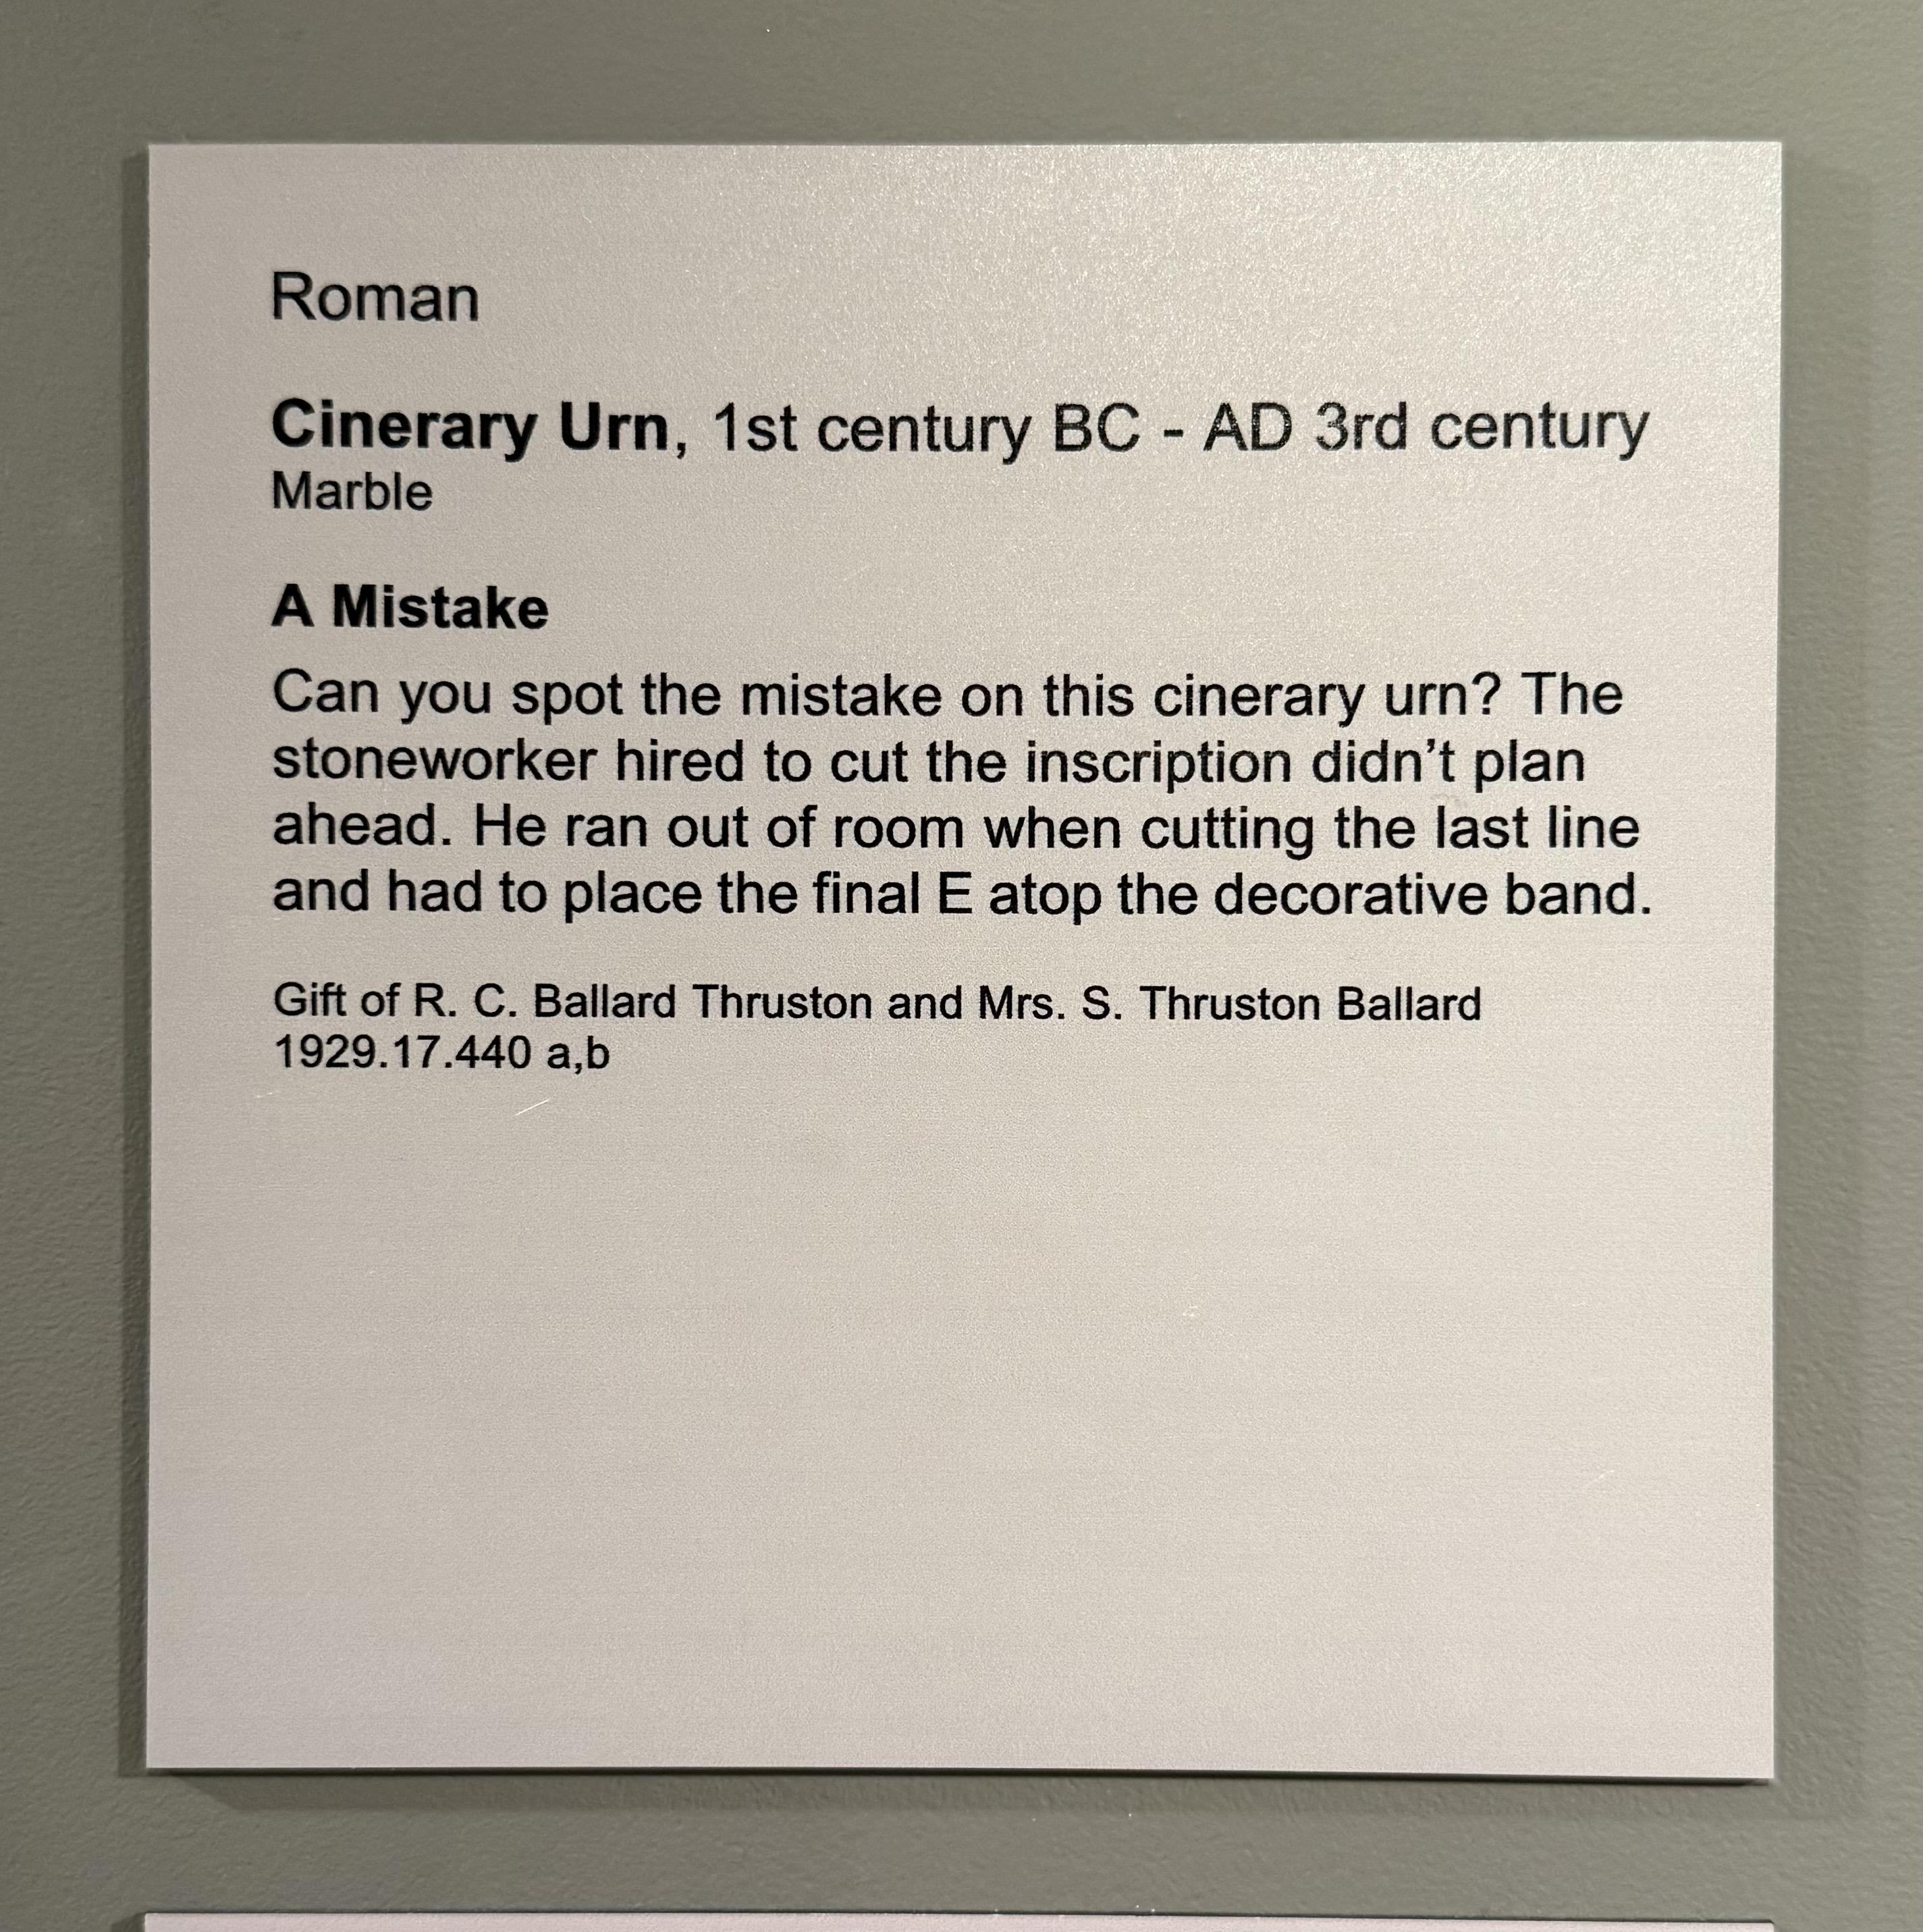 Roman
Cinerary Urn, 1st century BC - AD 3rd century
Marble
A Mistake
Can you spot the mistake on this cinerary urn? The
stoneworker hired to cut the inscription didn’t plan
ahead. He ran out of room when cutting the last line
and had to place the final E atop the decorative band.
Gift of R. C. Ballard Thruston and Mrs. S. Thruston Ballard
1929.17.440 a,b